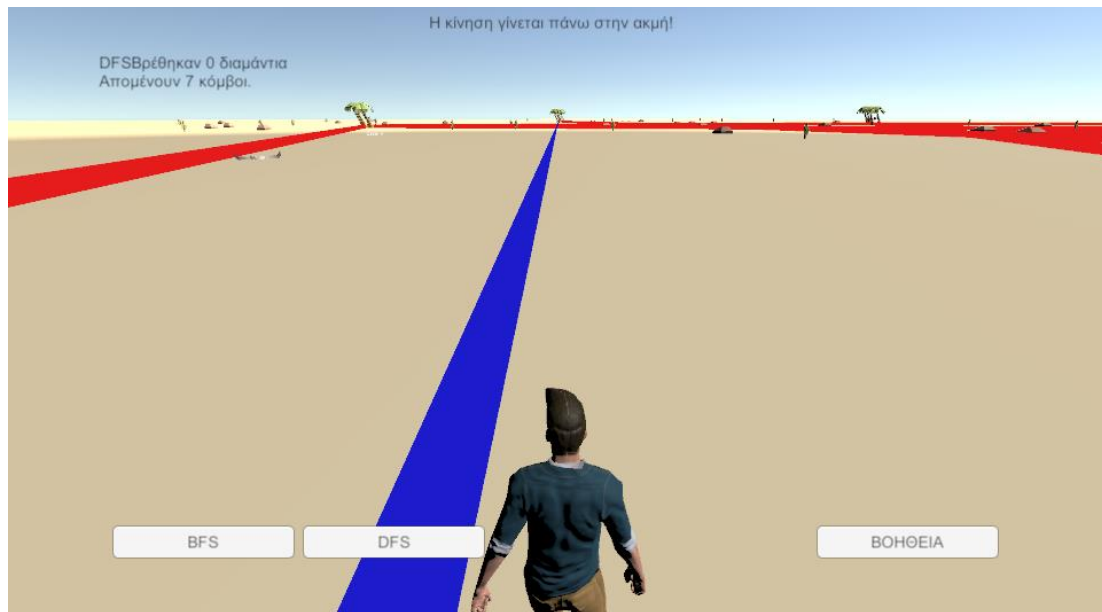 Η κίνηση γίνεται πάνω στην ακμή!
DFSΒρέθηκαν 0 διαμάντια
Απομένουν 7 κόμβοι.
BFS
DFS
ΒΟΗΘΕΙΑ